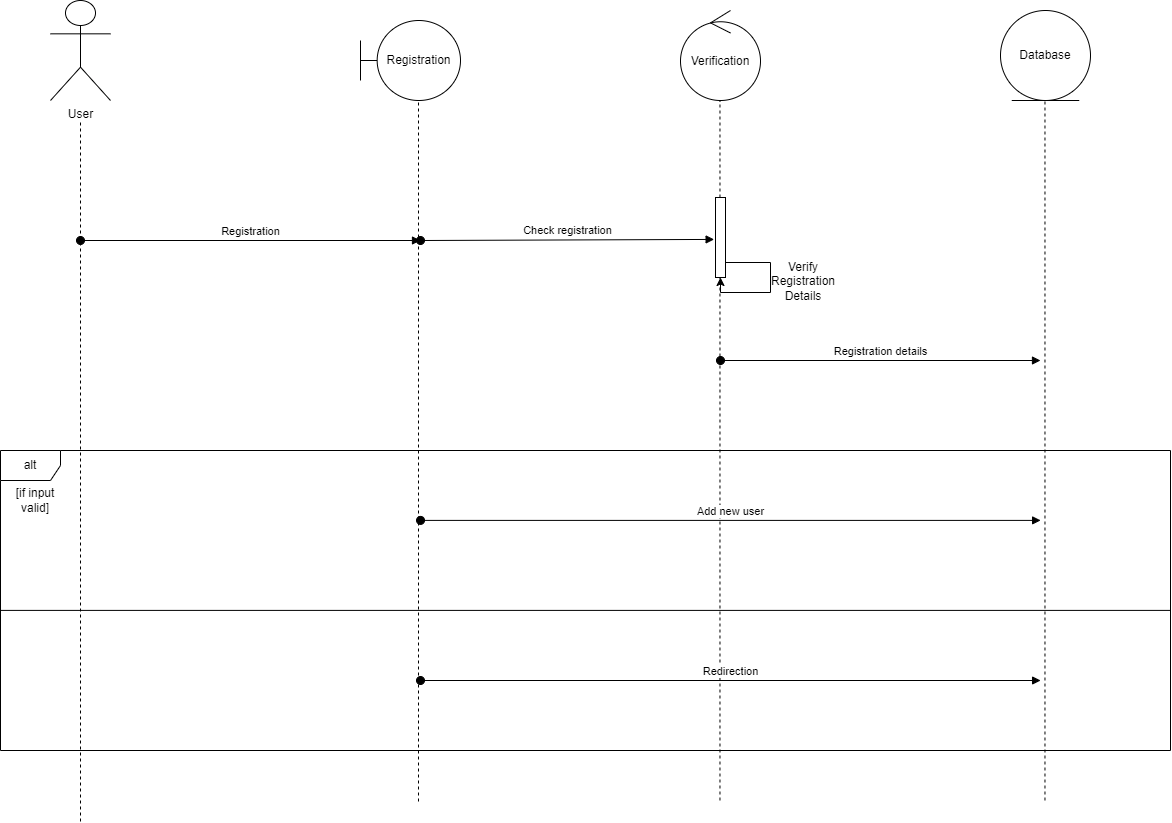 Registration
Verification
Database
User
Registration
Check registration
Verify
Registration
Details
Registration details
alt
[if input
valid]
Add new user
Redirection